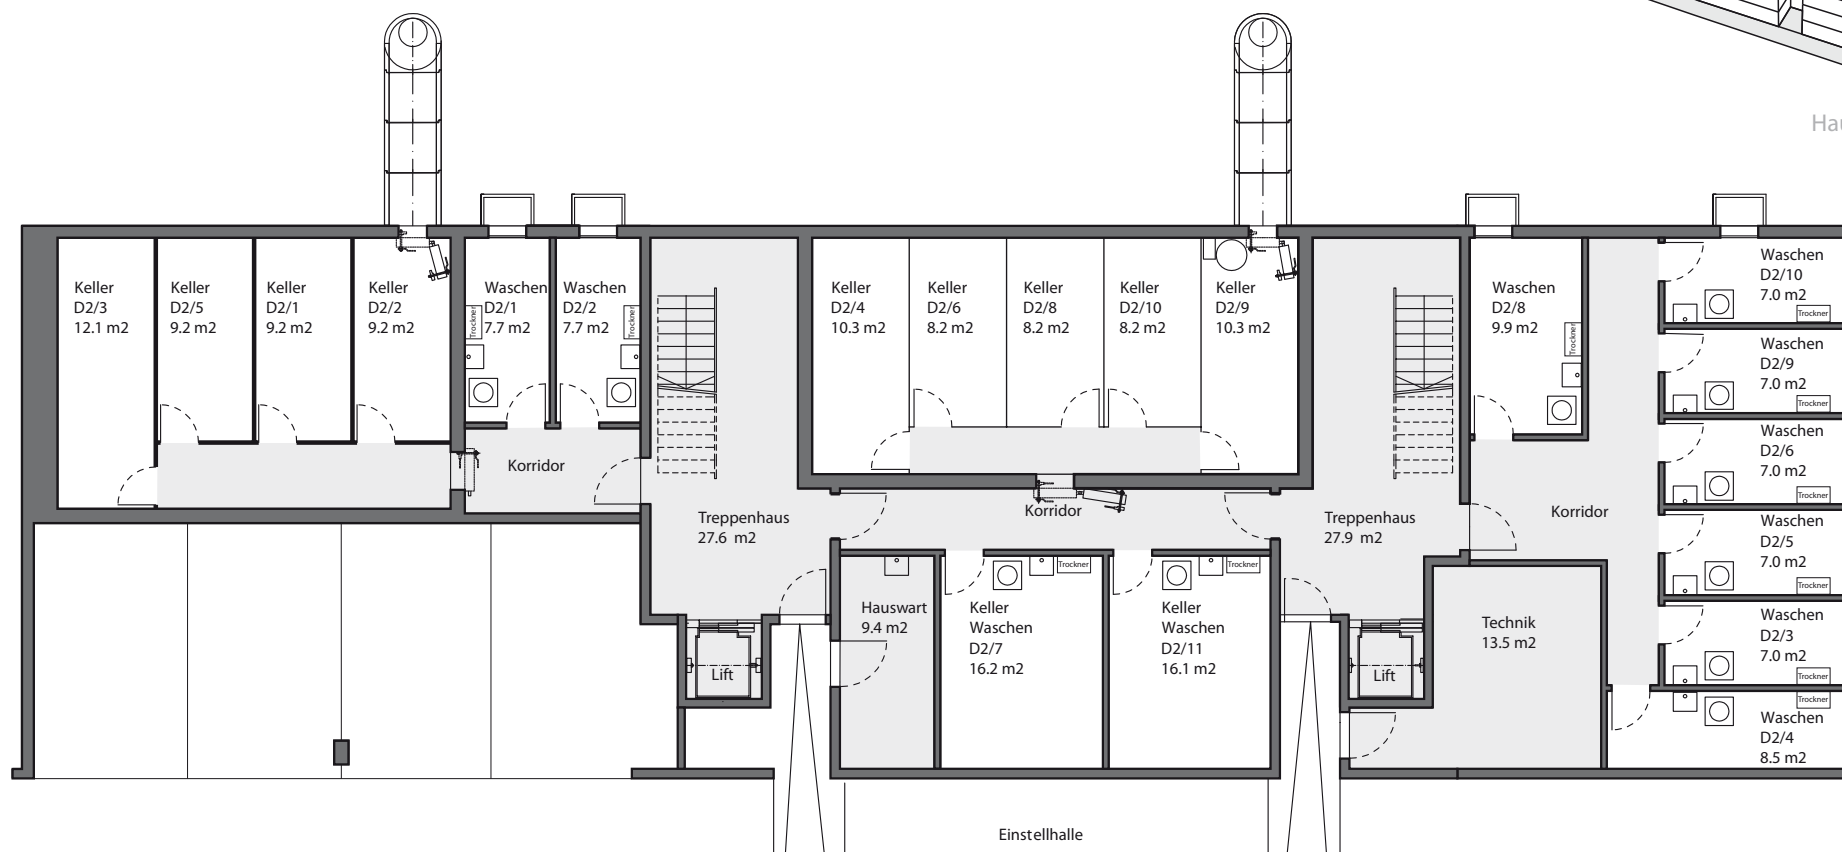 Hau
Keller
D2/3
12.1 m2
Keller
D2/5
9.2 m2
Keller
D2/1
9.2 m2
Keller
D2/2
9.2 m2
Waschen
D2/1
7.7 m2
Trockner
Waschen
D2/2
7.7 m2
Trockner
Keller
D2/4
10.3 m2
Keller
D2/6
8.2 m2
Keller
D2/8
8.2 m2
Keller
D2/10
8.2 m2
Keller
D2/9
10.3 m2
Waschen
D2/8
9.9 m2
Trockner
Waschen
D2/10
7.0 m2
Trockner
Waschen
D2/9
7.0 m2
Trockner
Waschen
D2/6
7.0 m2
Trockner
Waschen
D2/5
7.0 m2
Trockner
Waschen
D2/3
7.0 m2
Trockner
Trockner
Waschen
D2/4
8.5 m2
Korridor
Treppenhaus
27.6 m2
Korridor
Treppenhaus
27.9 m2
Korridor
Lift
Hauswart
9.4 m2
Trockner
Keller
Waschen
D2/7
16.2 m2
Trockner
Keller
Waschen
D2/11
16.1 m2
Lift
Technik
13.5 m2
Einstellhalle